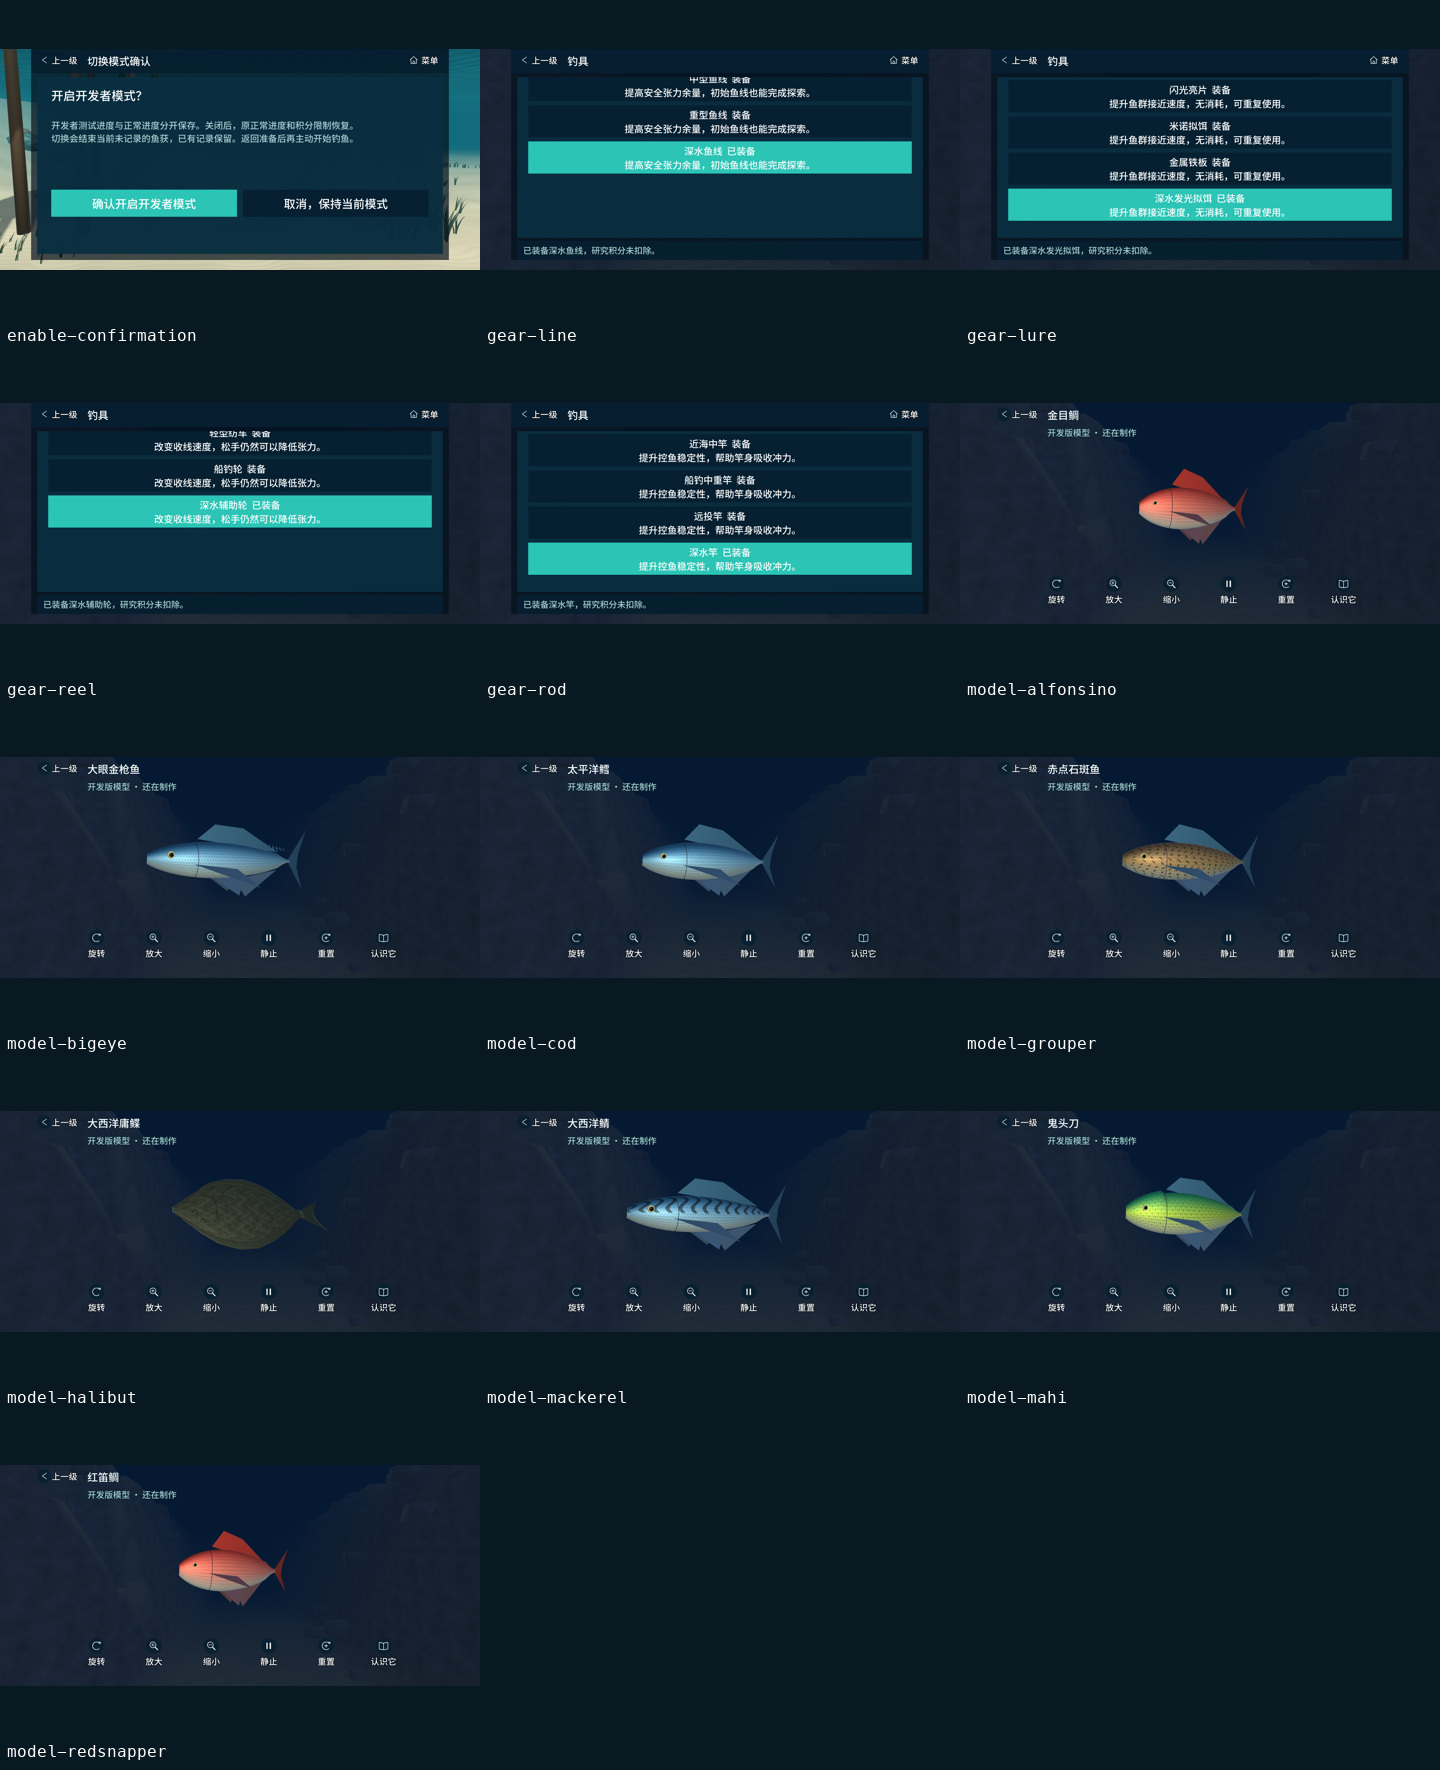 上一级 切换模式确认 菜单
开启开发者模式？
开发者测试进度与正常进度分开保存。关闭后，原正常进度和积分限制恢复。
切换会结束当前未记录的鱼获，已有记录保留。返回准备后再主动开始钓鱼。
确认开启开发者模式 取消，保持当前模式
enable-confirmation
上一级 钓具 菜单
中型鱼线 装备
提高安全张力余量，初始鱼线也能完成探索。
重型鱼线 装备
提高安全张力余量，初始鱼线也能完成探索。
深水鱼线 已装备
提高安全张力余量，初始鱼线也能完成探索。
已装备深水鱼线，研究积分未扣除。
gear-line
上一级 钓具 菜单
闪光亮片 装备
提升鱼群接近速度，无消耗，可重复使用。
米诺拟饵 装备
提升鱼群接近速度，无消耗，可重复使用。
金属铁板 装备
提升鱼群接近速度，无消耗，可重复使用。
深水发光拟饵 已装备
提升鱼群接近速度，无消耗，可重复使用。
已装备深水发光拟饵，研究积分未扣除。
gear-lure
上一级 钓具 菜单
轻型纺车 装备
改变收线速度，松手仍然可以降低张力。
船钓轮 装备
改变收线速度，松手仍然可以降低张力。
深水辅助轮 已装备
改变收线速度，松手仍然可以降低张力。
已装备深水辅助轮，研究积分未扣除。
gear-reel
上一级 钓具 菜单
近海中竿 装备
提升控鱼稳定性，帮助竿身吸收冲力。
船钓中重竿 装备
提升控鱼稳定性，帮助竿身吸收冲力。
远投竿 装备
提升控鱼稳定性，帮助竿身吸收冲力。
深水竿 已装备
提升控鱼稳定性，帮助竿身吸收冲力。
已装备深水竿，研究积分未扣除。
gear-rod
上一级 金目鲷
开发版模型 · 还在制作
旋转 放大 缩小 静止 重置 认识它
model-alfonsino
上一级 大眼金枪鱼
开发版模型 · 还在制作
旋转 放大 缩小 静止 重置 认识它
model-bigeye
上一级 太平洋鳕
开发版模型 · 还在制作
旋转 放大 缩小 静止 重置 认识它
model-cod
上一级 赤点石斑鱼
开发版模型 · 还在制作
旋转 放大 缩小 静止 重置 认识它
model-grouper
上一级 大西洋庸鲽
开发版模型 · 还在制作
旋转 放大 缩小 静止 重置 认识它
model-halibut
上一级 大西洋鲭
开发版模型 · 还在制作
旋转 放大 缩小 静止 重置 认识它
model-mackerel
上一级 鬼头刀
开发版模型 · 还在制作
旋转 放大 缩小 静止 重置 认识它
model-mahi
上一级 红笛鲷
开发版模型 · 还在制作
旋转 放大 缩小 静止 重置 认识它
model-redsnapper